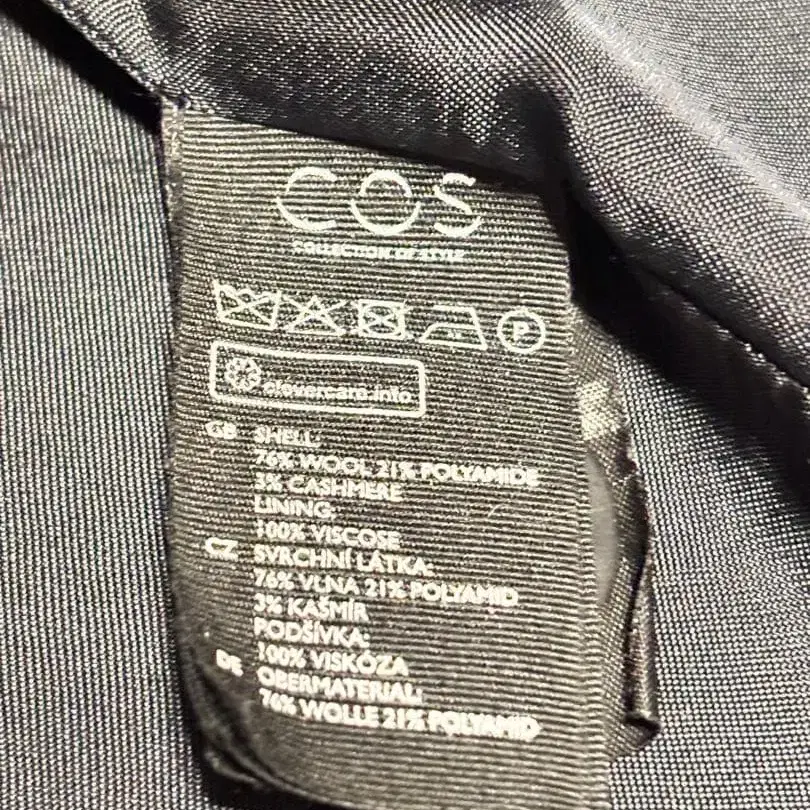 COS
COLLECTION OF STYLE
P
clevercare.info
GB SHELL:
76% WOOL 21% POLYAMIDE
3% CASHMERE
LINING:
100% VISCOSE
CZ SVRCHNÍ LÁTKA:
76% VLNA 21% POLYAMID
3% KAŠMÍR
PODŠÍVKA:
100% VISKÓZA
DE OBERMATERIAL:
76% WOLLE 21% POLYAMID